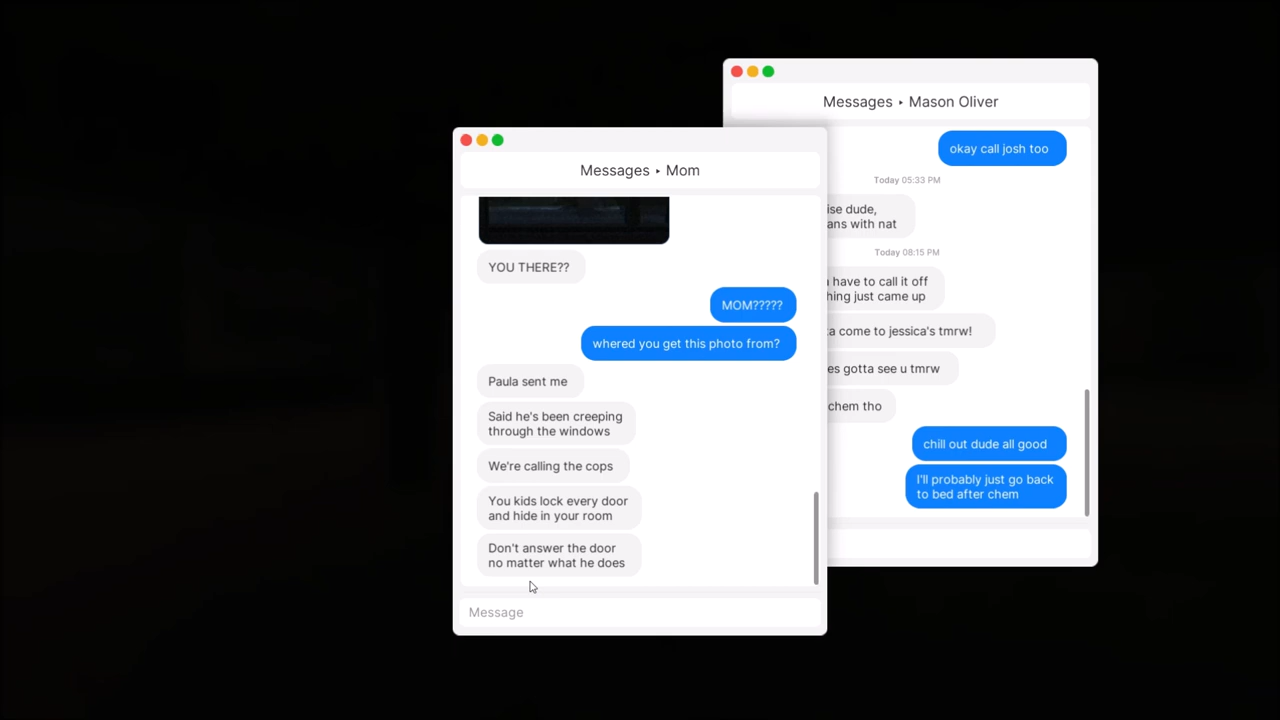 Messages ▸ Mason Oliver
okay call josh too
Today 05:33 PM
dude,
with nat
Today 08:15 PM
have to call it off
just came up
come to jessica's tmrw!
gotta see u tmrw
chem tho
chill out dude all good
I'll probably just go back
to bed after chem
Messages ▸ Mom
YOU THERE??
MOM?????
whered you get this photo from?
Paula sent me
Said he's been creeping
through the windows
We're calling the cops
You kids lock every door
and hide in your room
Don't answer the door
no matter what he does
Message